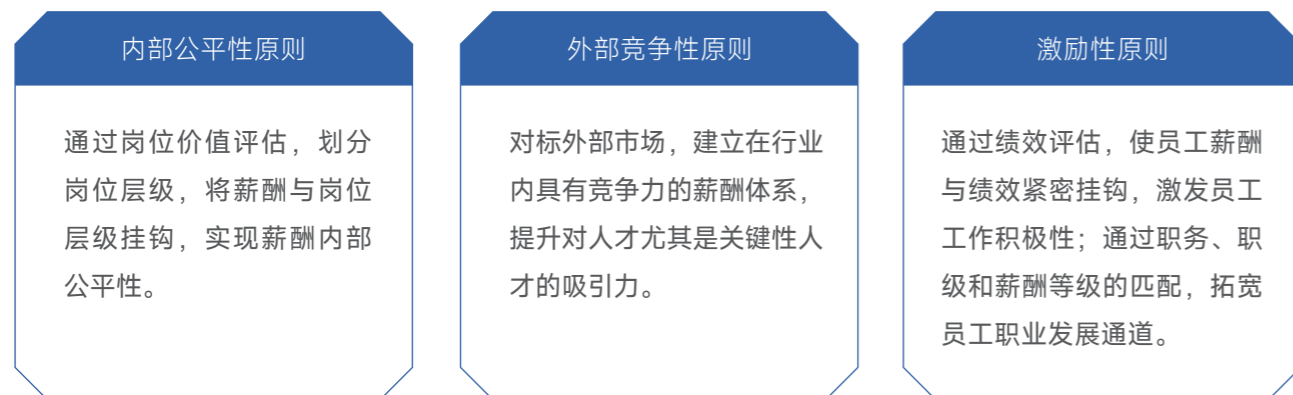 内部公平性原则
通过岗位价值评估，划分
岗位层级，将薪酬与岗位
层级挂钩，实现薪酬内部
公平性。
外部竞争性原则
对标外部市场，建立在行业
内具有竞争力的薪酬体系，
提升对人才尤其是关键性人
才的吸引力。
激励性原则
通过绩效评估，使员工薪酬
与绩效紧密挂钩，激发员工
工作积极性；通过职务、职
级和薪酬等级的匹配，拓宽
员工职业发展通道。